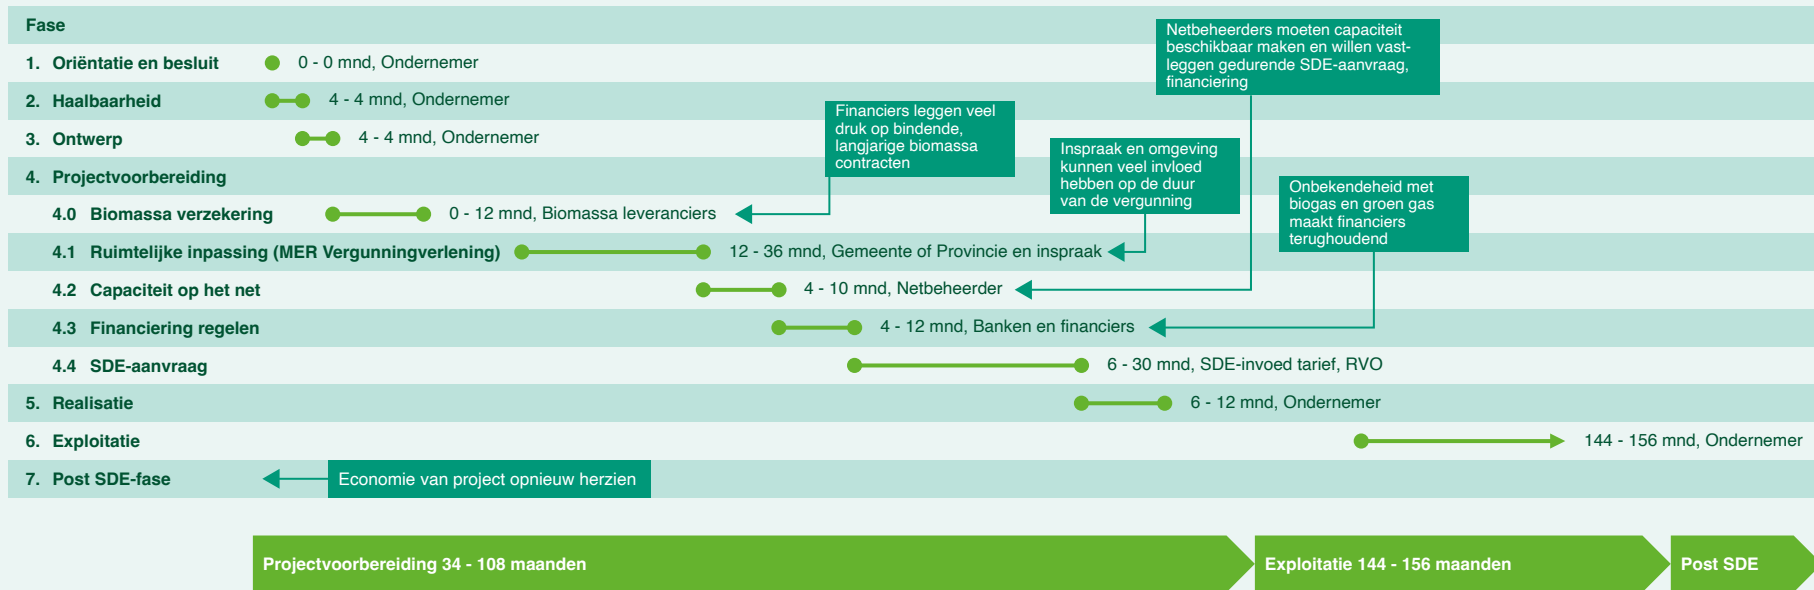 Fase
1. Oriëntatie en besluit
0 - 0 mnd, Ondernemer
2. Haalbaarheid
4 - 4 mnd, Ondernemer
3. Ontwerp
4 - 4 mnd, Ondernemer
4. Projectvoorbereiding
4.0 Biomassa verzekering
0 - 12 mnd, Biomassa leveranciers
4.1 Ruimtelijke inpassing (MER Vergunningverlening)
12 - 36 mnd, Gemeente of Provincie en inspraak
4.2 Capaciteit op het net
4 - 10 mnd, Netbeheerder
4.3 Financiering regelen
4 - 12 mnd, Banken en financiers
4.4 SDE-aanvraag
6 - 30 mnd, SDE-invoed tarief, RVO
5. Realisatie
6 - 12 mnd, Ondernemer
6. Exploitatie
144 - 156 mnd, Ondernemer
7. Post SDE-fase
Economie van project opnieuw herzien
Financiers leggen veel
druk op bindende,
langjarige biomassa
contracten
Inspraak en omgeving
kunnen veel invloed
hebben op de duur
van de vergunning
Netbeheerders moeten capaciteit
beschikbaar maken en willen vast-
leggen gedurende SDE-aanvraag,
financiering
Onbekendeheid met
biogas en groen gas
maakt financiers
terughoudend
Projectvoorbereiding 34 - 108 maanden
Exploitatie 144 - 156 maanden
Post SDE